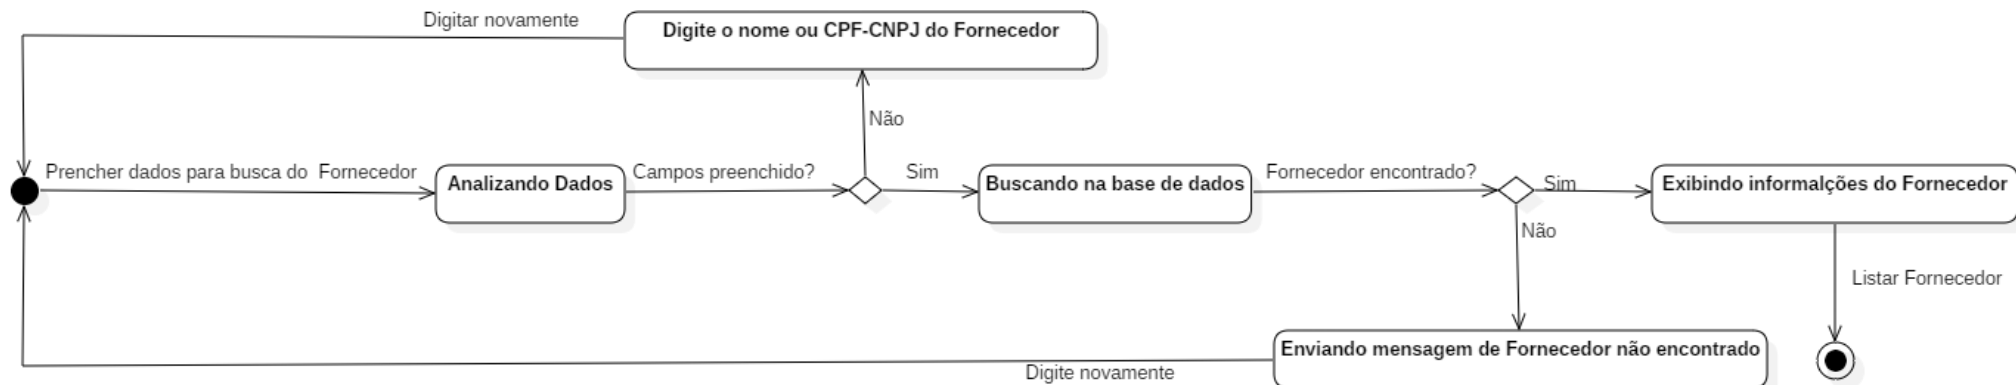 Digitar novamente
Digite o nome ou CPF-CNPJ do Fornecedor
Não
Prencher dados para busca do  Fornecedor
Analizando Dados
Campos preenchido?
Sim
Buscando na base de dados
Fornecedor encontrado?
Sim
Exibindo informalções do Fornecedor
Não
Listar Fornecedor
Enviando mensagem de Fornecedor não encontrado
Digite novamente